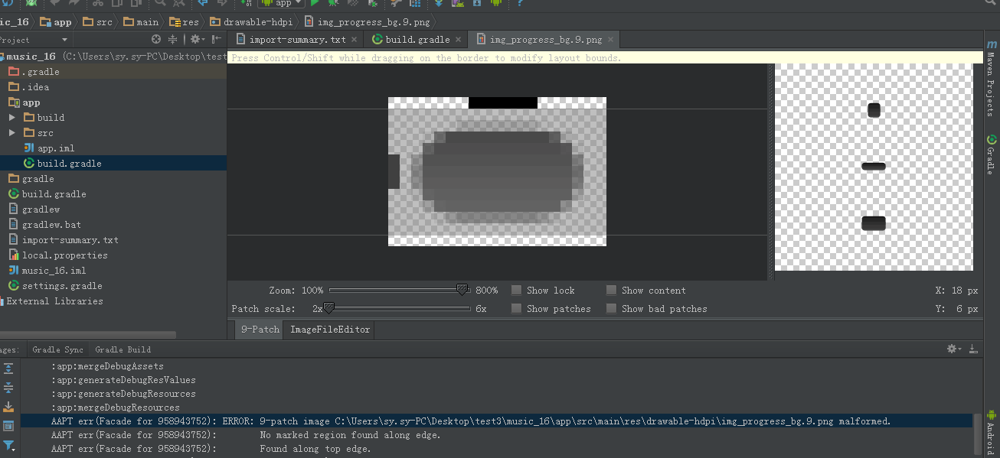 app
ic_16 app src main res drawable-hdpi img_progress_bg.9.png
Project
import-summary.txt × build.gradle × img_progress_bg.9.png ×
music_16 (C:\Users\sy.sy-PC\Desktop\test
Press Control/Shift while dragging on the border to modify layout bounds.
.gradle
.idea
app
build
src
app.iml
build.gradle
gradle
build.gradle
gradlew
gradlew.bat
import-summary.txt
local.properties
music_16.iml
settings.gradle
External Libraries
Zoom: 100% 800% Show lock Show content X: 18 px
Patch scale: 2x 6x Show patches Show bad patches Y: 6 px
9-Patch ImageFileEditor
ages: Gradle Sync Gradle Build
:app:mergeDebugAssets
:app:generateDebugResValues
:app:generateDebugResources
:app:mergeDebugResources
AAPT err(Facade for 958943752): ERROR: 9-patch image C:\Users\sy.sy-PC\Desktop\test3\music_16\app\src\main\res\drawable-hdpi\img_progress_bg.9.png malformed.
AAPT err(Facade for 958943752): No marked region found along edge.
AAPT err(Facade for 958943752): Found along top edge.
m Maven Projects
Gradle
Android